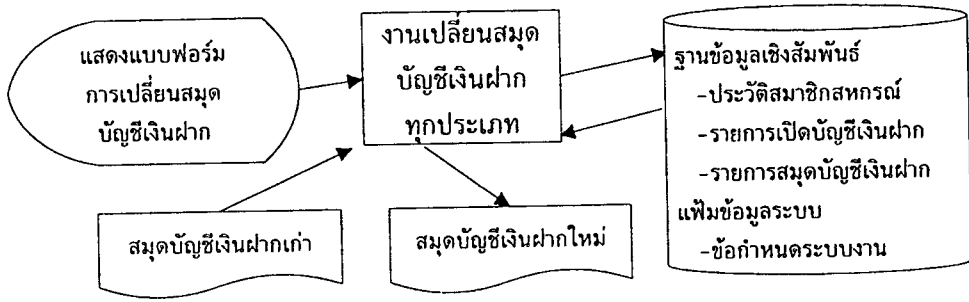 แสดงแบบฟอร์ม
การเปลี่ยนสมุด
บัญชีเงินฝาก
งานเปลี่ยนสมุด
บัญชีเงินฝาก
ทุกประเภท
ฐานข้อมูลเชิงสัมพันธ์
-ประวัติสมาชิกสหกรณ์
-รายการเปิดบัญชีเงินฝาก
-รายการสมุดบัญชีเงินฝาก
แฟ้มข้อมูลระบบ
-ข้อกำหนดระบบงาน
สมุดบัญชีเงินฝากเก่า
สมุดบัญชีเงินฝากใหม่